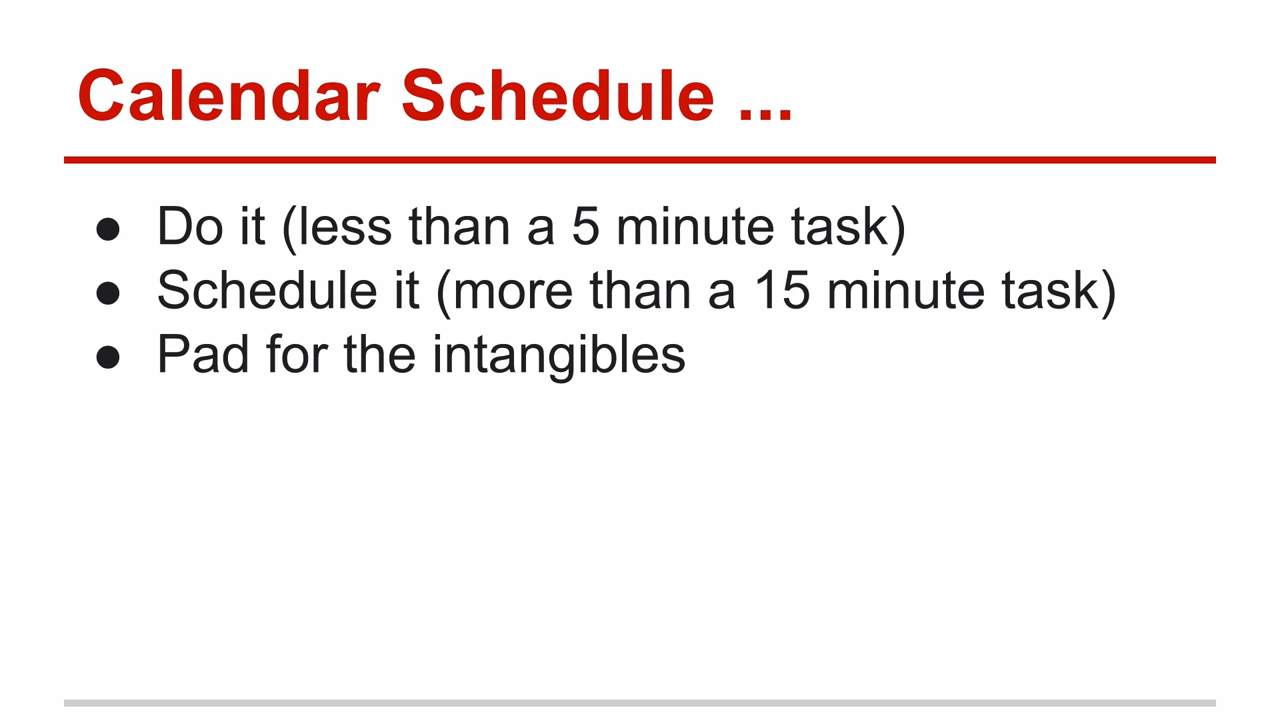 Calendar Schedule ...
● Do it (less than a 5 minute task)
● Schedule it (more than a 15 minute task)
● Pad for the intangibles